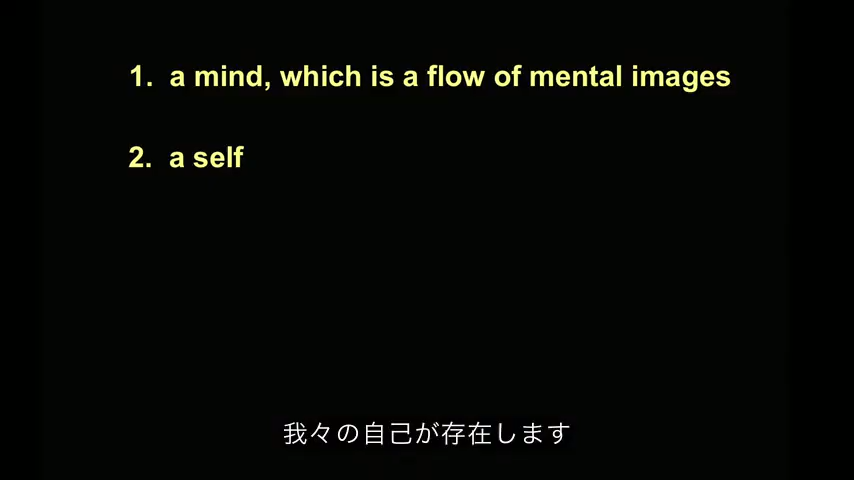 1. a mind, which is a flow of mental images
2. a self
我々の自己が存在します